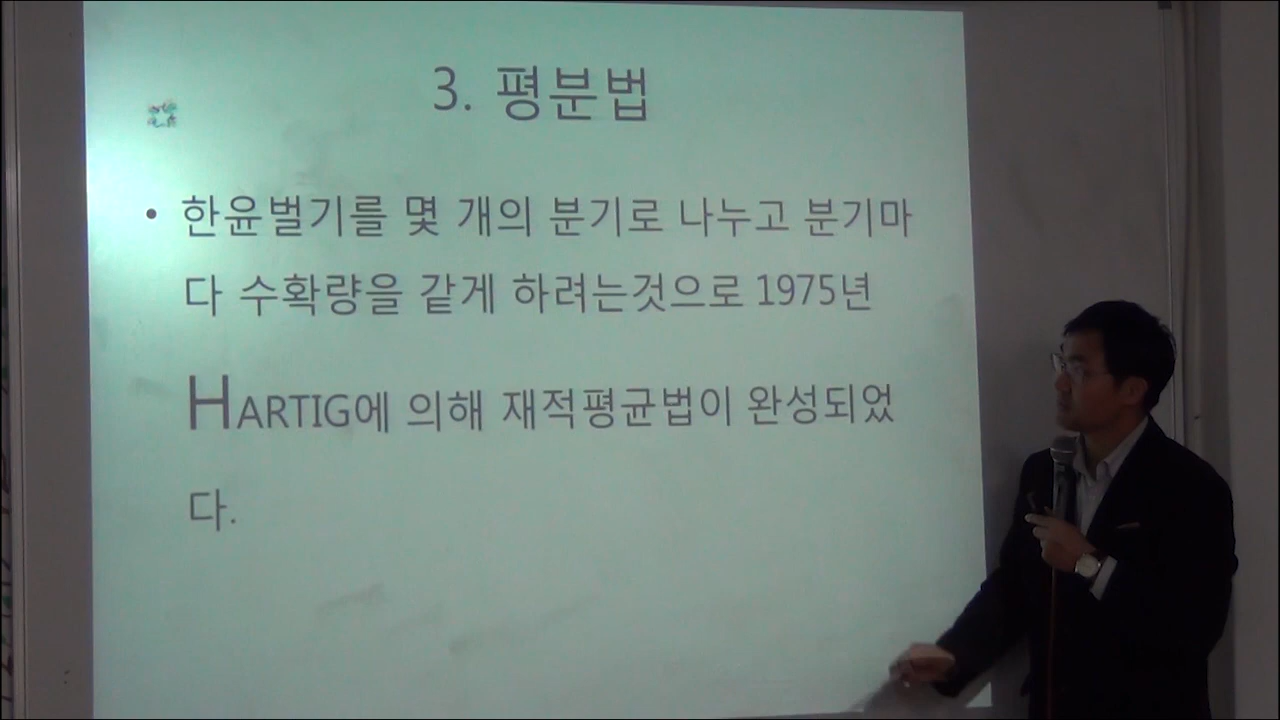 3. 평분법
• 한윤벌기를 몇 개의 분기로 나누고 분기마
다 수확량을 같게 하려는것으로 1975년
HARTIG에 의해 재적평균법이 완성되었
다.